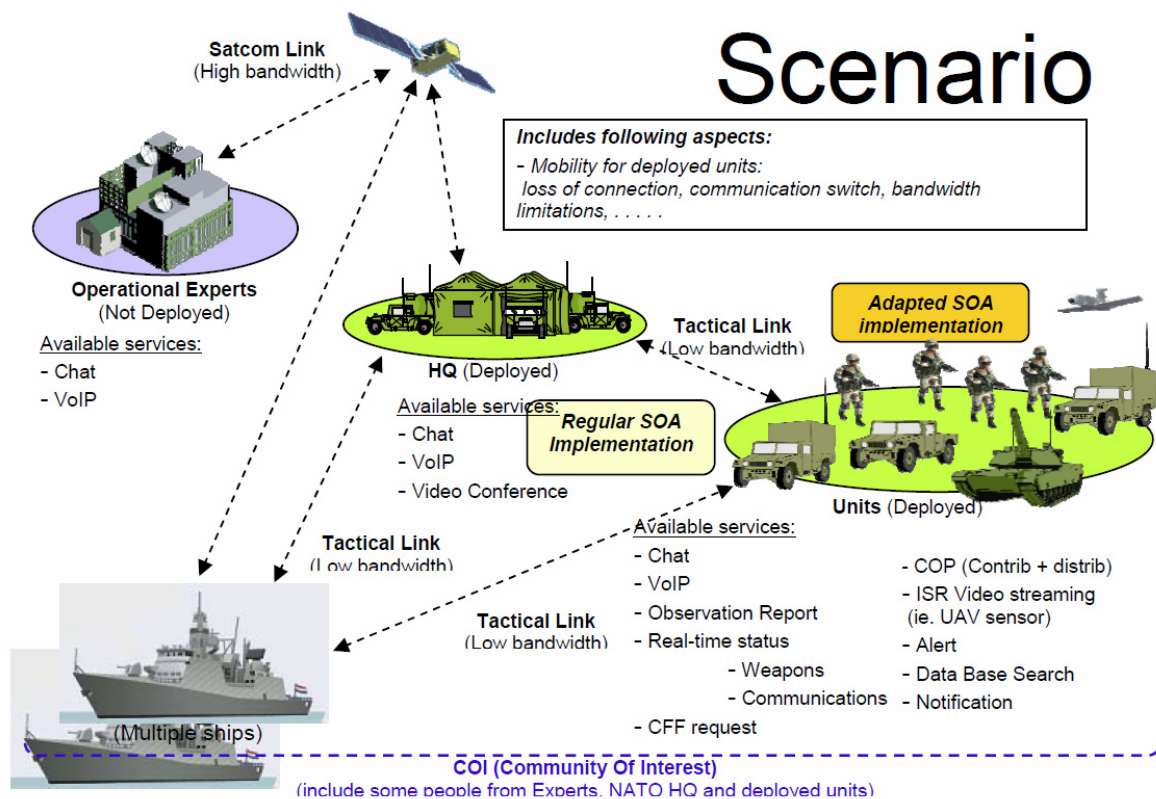 Scenario
Satcom Link
(High bandwidth)
Includes following aspects:
- Mobility for deployed units:
loss of connection, communication switch, bandwidth
limitations, . . . . .
Operational Experts
(Not Deployed)
Available services:
- Chat
- VoIP
HQ (Deployed)
Available services:
- Chat
- VoIP
- Video Conference
Regular SOA
Implementation
Tactical Link
(Low bandwidth)
Adapted SOA
implementation
Units (Deployed)
Available services:
- Chat
- VoIP
- Observation Report
- Real-time status
- Weapons
- Communications
- CFF request
- COP (Contrib + distrib)
- ISR Video streaming
(ie. UAV sensor)
- Alert
- Data Base Search
- Notification
Tactical Link
(Low bandwidth)
Tactical Link
(Low bandwidth)
(Multiple ships)
COI (Community Of Interest)
(include some people from Experts, NATO HQ and deployed units)